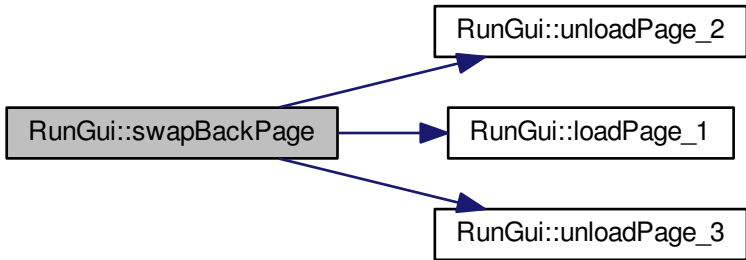 RunGui::unloadPage_2
RunGui::swapBackPage
RunGui::loadPage_1
RunGui::unloadPage_3